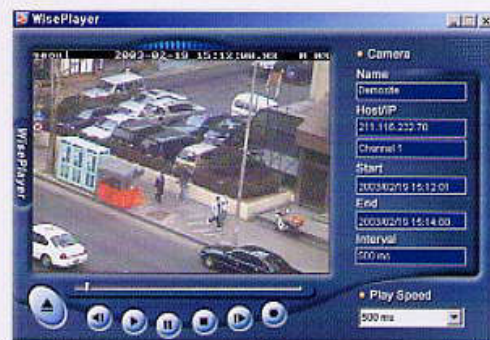 WisePlayer
2003-02-19 15:12:
Camera
Name
Demosite
Host/IP
211.116.232.70
Channel 1
Start
2003/02/19 15:12:01
End
2003/02/19 15:14:00
Interval
500 ms
WisePlayer
Play Speed
500 ms